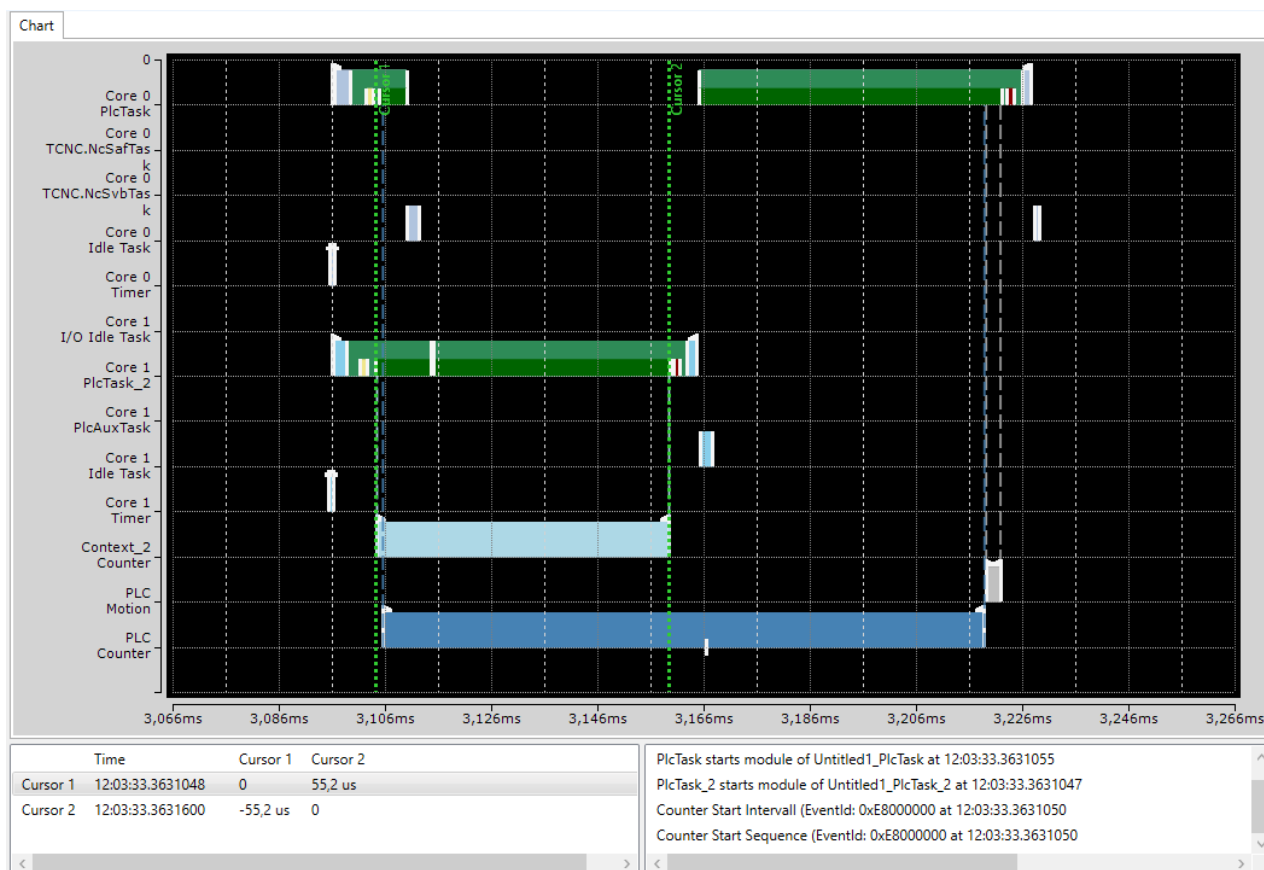 Chart
0
Core 0
PlcTask
Core 0
TCNC.NcSafTas
k
Core 0
TCNC.NcSvbTas
k
Core 0
Idle Task
Core 0
Timer
Core 1
I/O Idle Task
Core 1
PlcTask_2
Core 1
PlcAuxTask
Core 1
Idle Task
Core 1
Timer
Context_2
Counter
PLC
Motion
PLC
Counter
Cursor 1
Cursor 2
3,066ms 3,086ms 3,106ms 3,126ms 3,146ms 3,166ms 3,186ms 3,206ms 3,226ms 3,246ms 3,266ms
Time Cursor 1 Cursor 2
Cursor 1 12:03:33.3631048 0 55,2 us
Cursor 2 12:03:33.3631600 -55,2 us 0
PlcTask starts module of Untitled1_PlcTask at 12:03:33.3631055
PlcTask_2 starts module of Untitled1_PlcTask_2 at 12:03:33.3631047
Counter Start Intervall (EventId: 0xE8000000 at 12:03:33.3631050
Counter Start Sequence (EventId: 0xE8000000 at 12:03:33.3631050